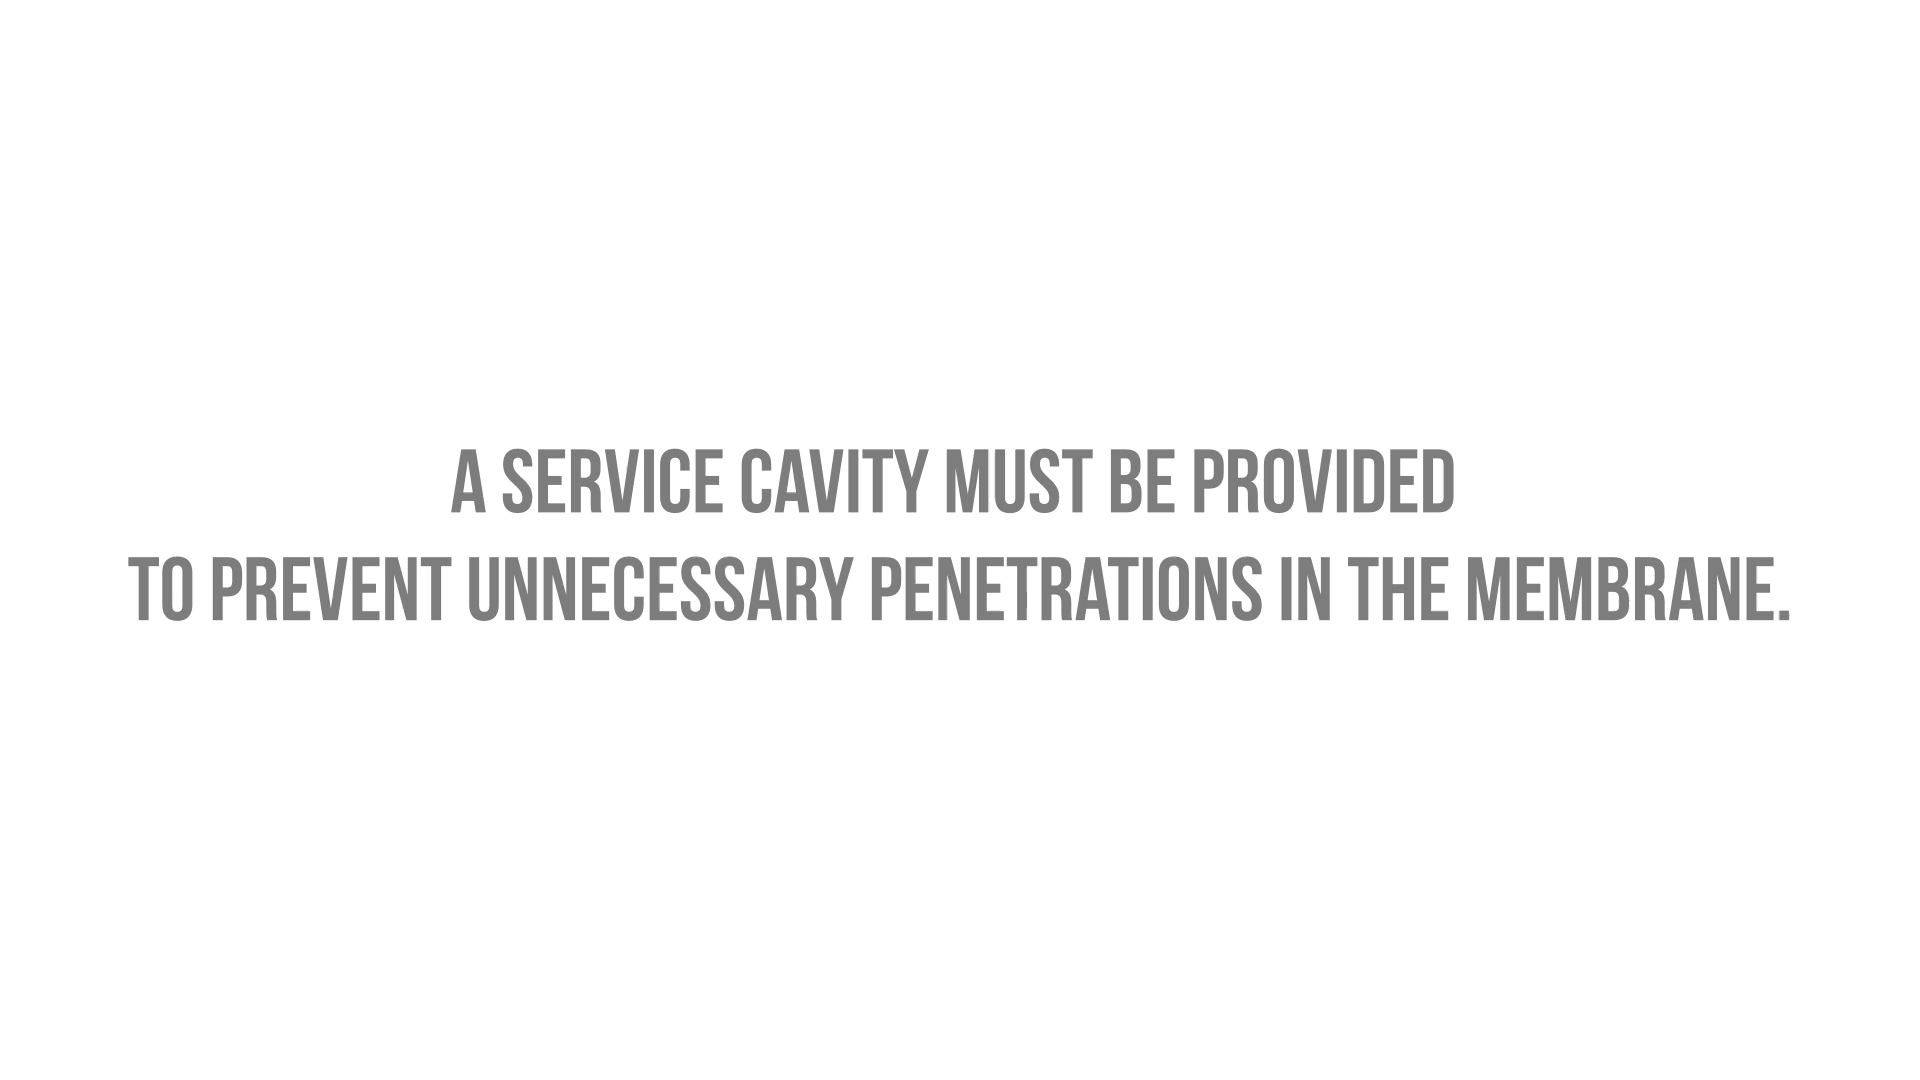 A SERVICE CAVITY MUST BE PROVIDED
TO PREVENT UNNECESSARY PENETRATIONS IN THE MEMBRANE.